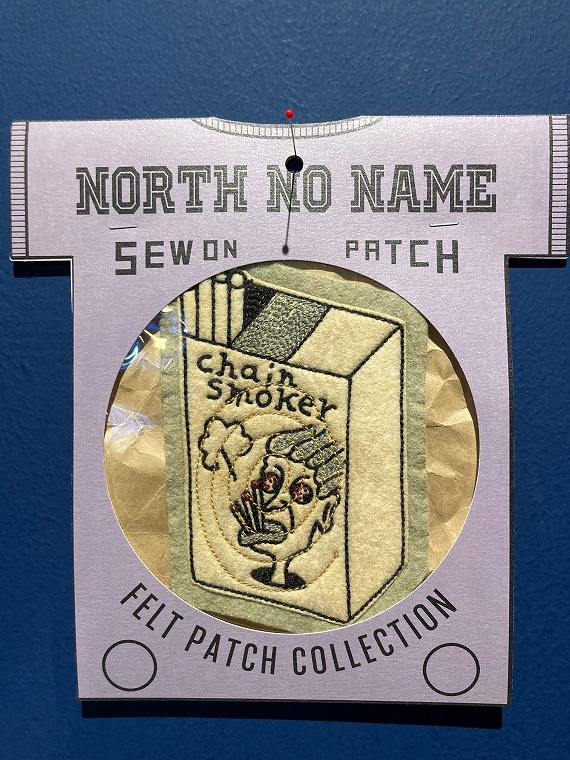 NORTH NO NAME
SEW ON PATCH
chain
smoker
FELT PATCH COLLECTION